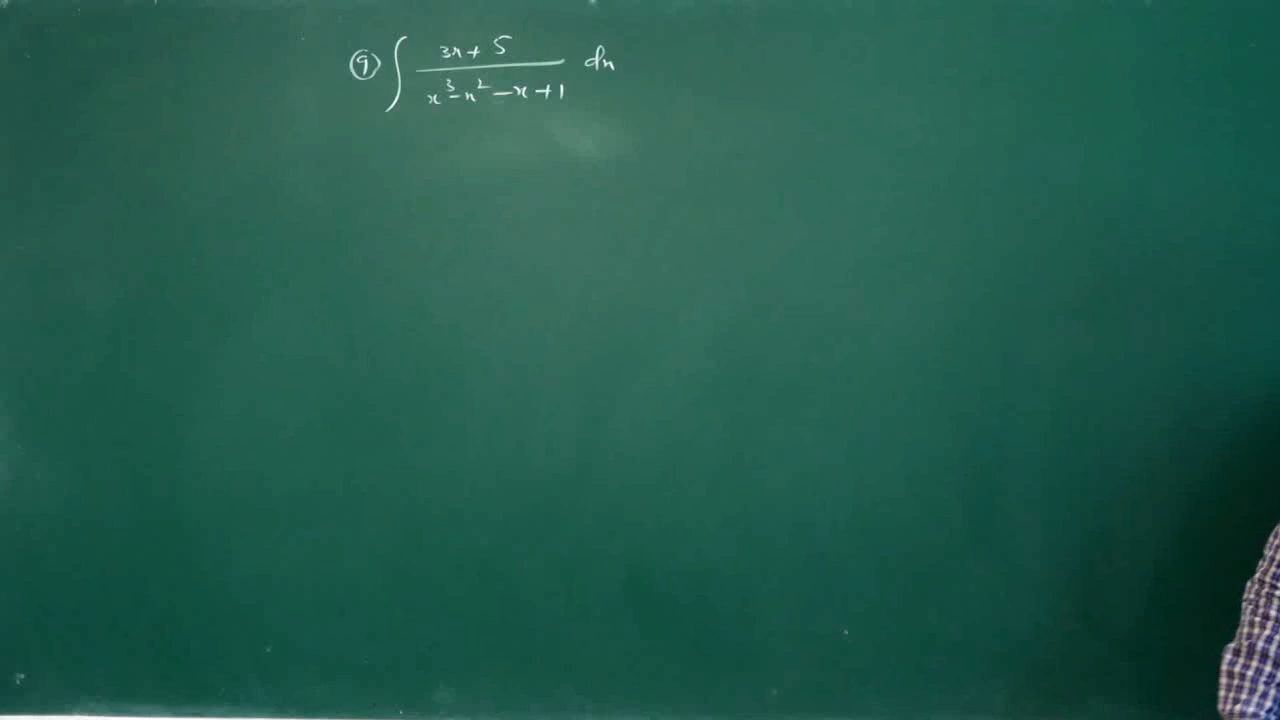 ⑨ ∫ (3x + 5)/(x³ - x² - x + 1) dx